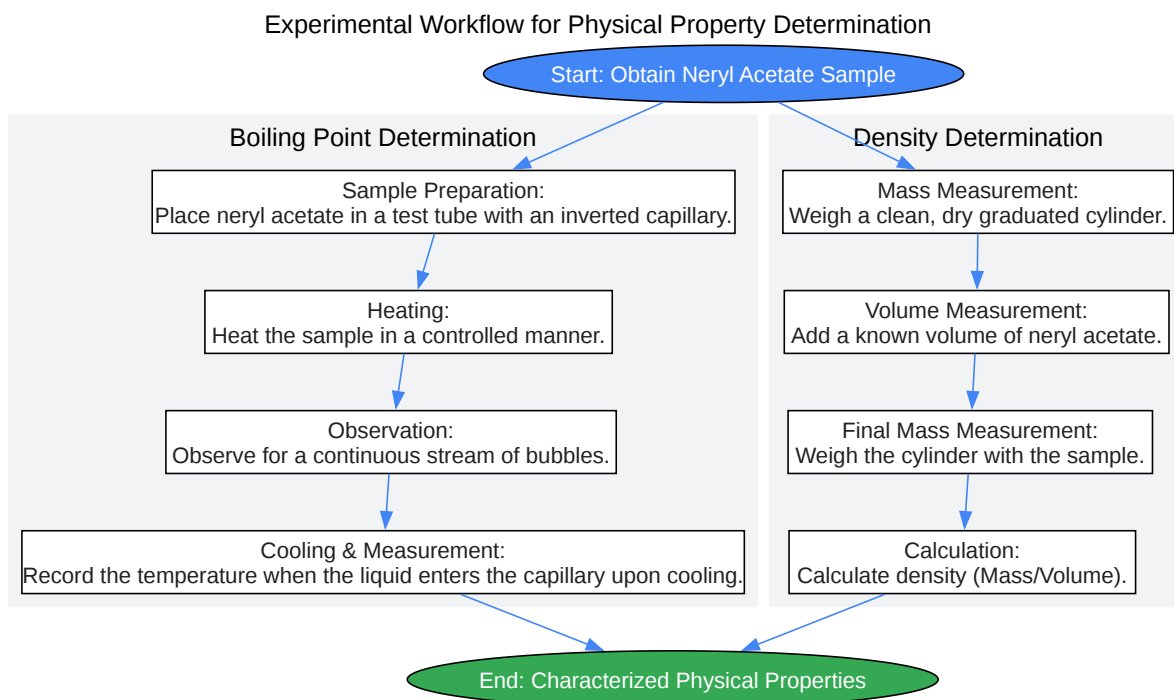 Experimental Workflow for Physical Property Determination
Start: Obtain Neryl Acetate Sample
Boiling Point Determination
Sample Preparation:
Place neryl acetate in a test tube with an inverted capillary.
Heating:
Heat the sample in a controlled manner.
Observation:
Observe for a continuous stream of bubbles.
Cooling & Measurement:
Record the temperature when the liquid enters the capillary upon cooling.
Density Determination
Mass Measurement:
Weigh a clean, dry graduated cylinder.
Volume Measurement:
Add a known volume of neryl acetate.
Final Mass Measurement:
Weigh the cylinder with the sample.
Calculation:
Calculate density (Mass/Volume).
End: Characterized Physical Properties